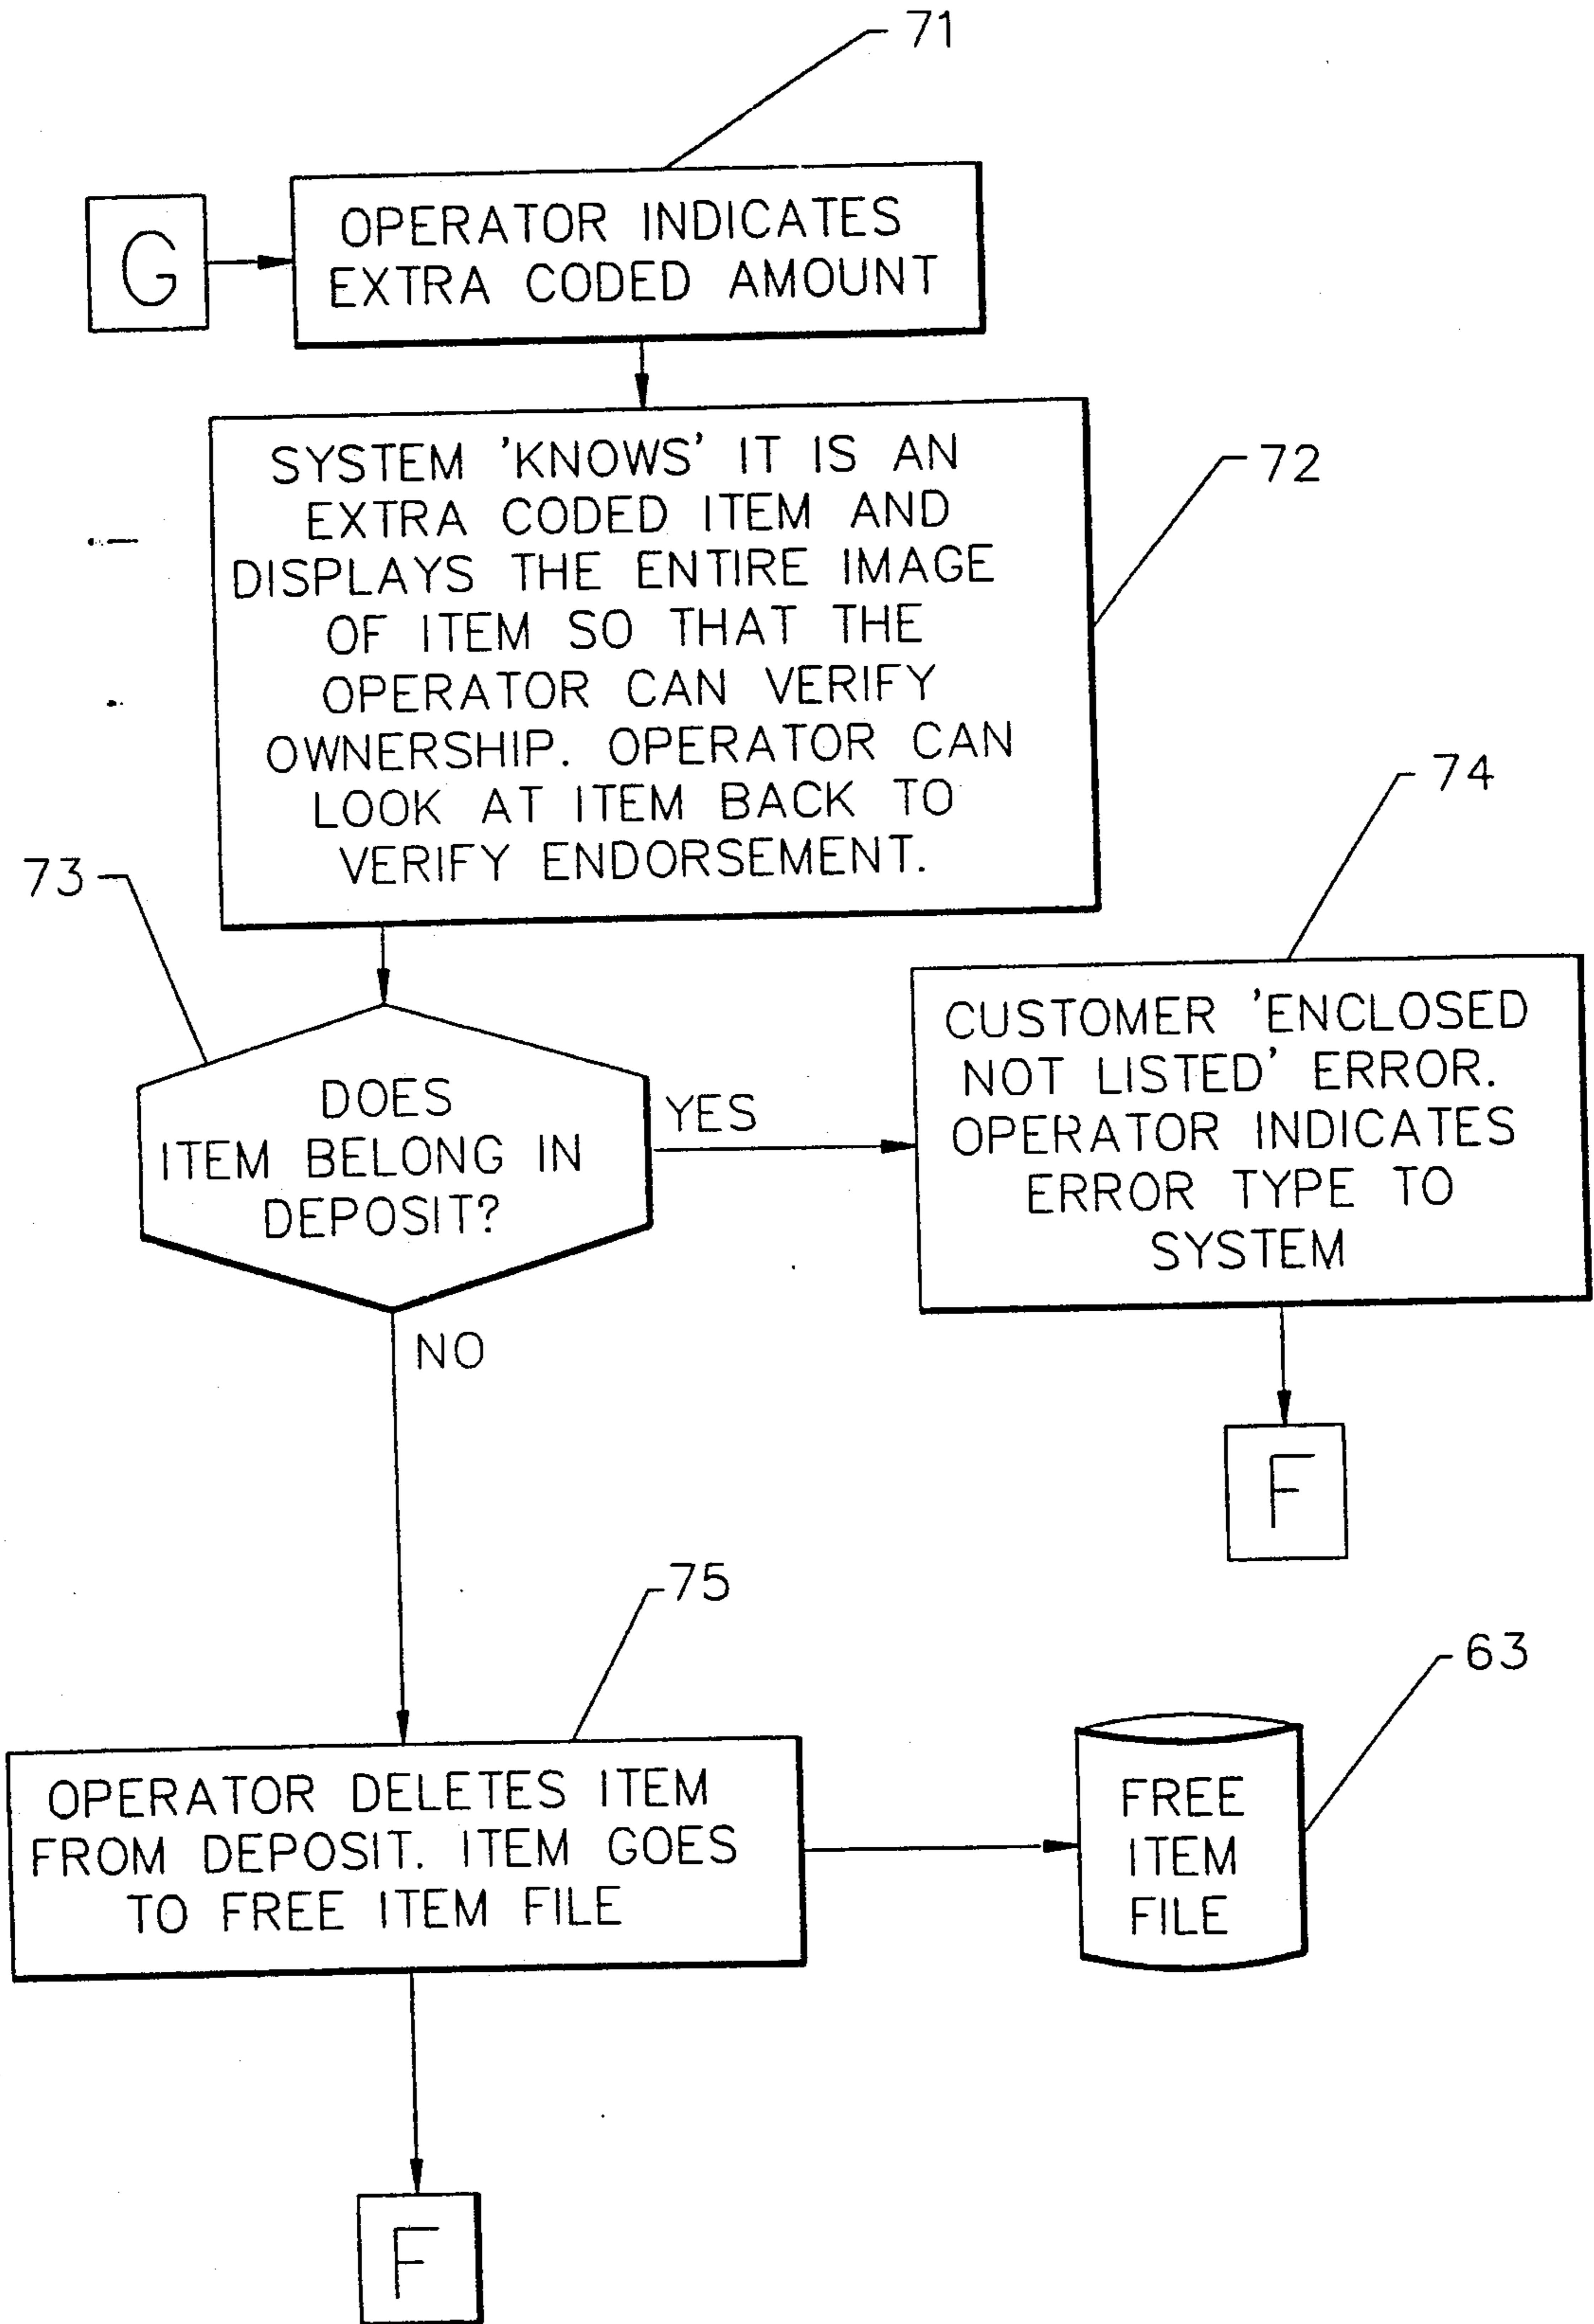 71
G
OPERATOR INDICATES
EXTRA CODED AMOUNT
72
SYSTEM 'KNOWS' IT IS AN
EXTRA CODED ITEM AND
DISPLAYS THE ENTIRE IMAGE
OF ITEM SO THAT THE
OPERATOR CAN VERIFY
OWNERSHIP. OPERATOR CAN
LOOK AT ITEM BACK TO
VERIFY ENDORSEMENT.
73
DOES
ITEM BELONG IN
DEPOSIT?
YES
NO
74
CUSTOMER 'ENCLOSED
NOT LISTED' ERROR.
OPERATOR INDICATES
ERROR TYPE TO
SYSTEM
F
75
OPERATOR DELETES ITEM
FROM DEPOSIT. ITEM GOES
TO FREE ITEM FILE
63
FREE
ITEM
FILE
F